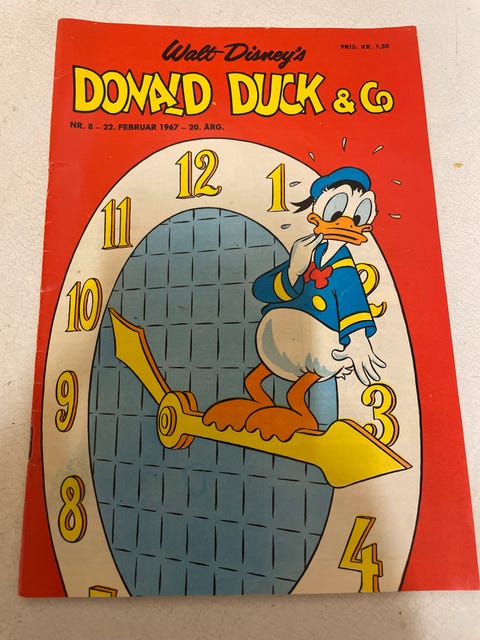 Walt Disney's
PRIS: KR. 1,50
DONALD DUCK & Co
NR. 8 – 22. FEBRUAR 1967 – 20. ÅRG.
12
1
11
2
10
3
9
8
4